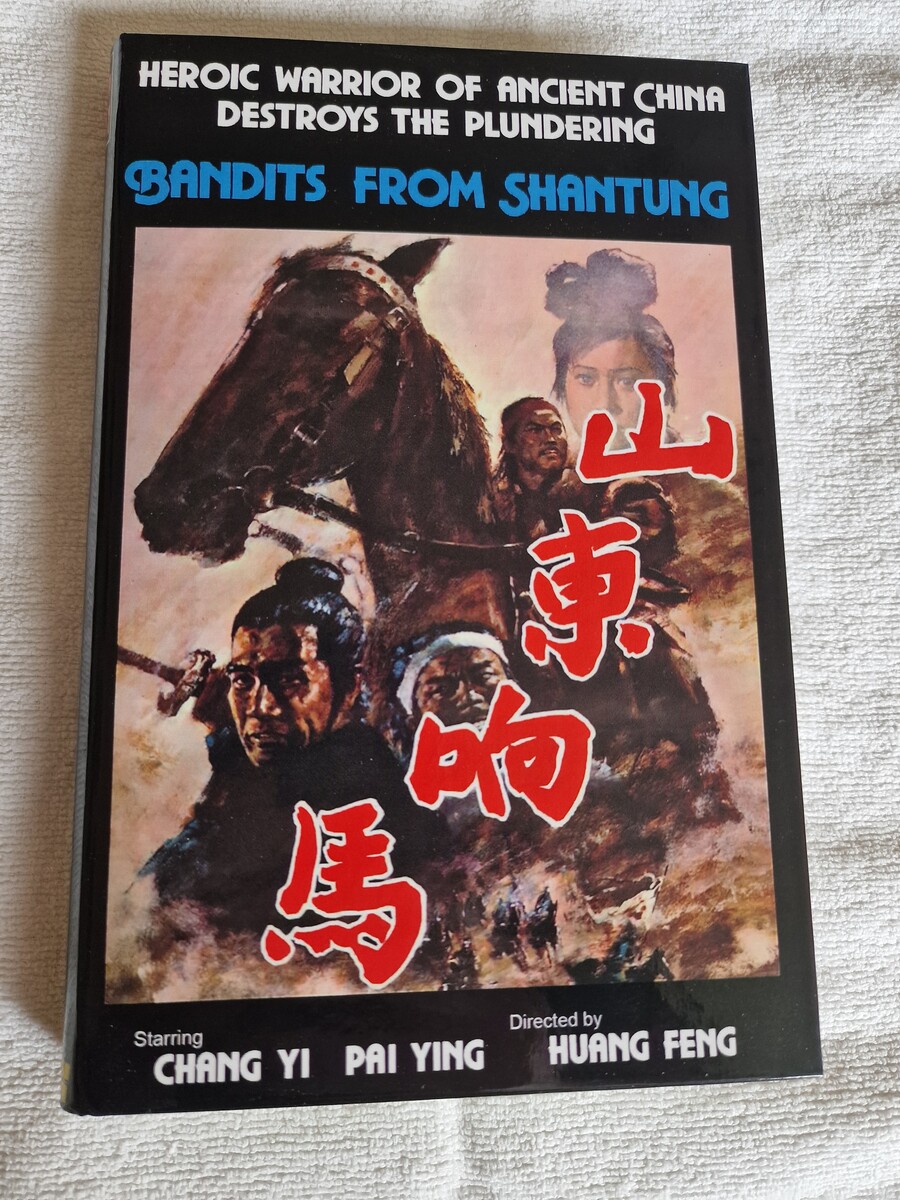 HEROIC WARRIOR OF ANCIENT CHINA
DESTROYS THE PLUNDERING
BANDITS FROM SHANTUNG
山東响馬
Starring
CHANG YI PAI YING
Directed by
HUANG FENG